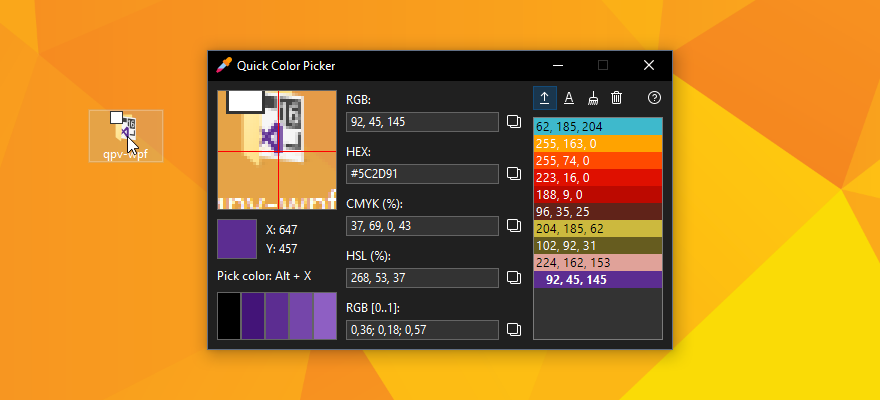 qpv-wpf
Quick Color Picker
qpv-wpf
X: 647
Y: 457
Pick color: Alt + X
RGB:
92, 45, 145
HEX:
#5C2D91
CMYK (%):
37, 69, 0, 43
HSL (%):
268, 53, 37
RGB [0..1]:
0,36; 0,18; 0,57
A
62, 185, 204
255, 163, 0
255, 74, 0
223, 16, 0
188, 9, 0
96, 35, 25
204, 185, 62
102, 92, 31
224, 162, 153
92, 45, 145